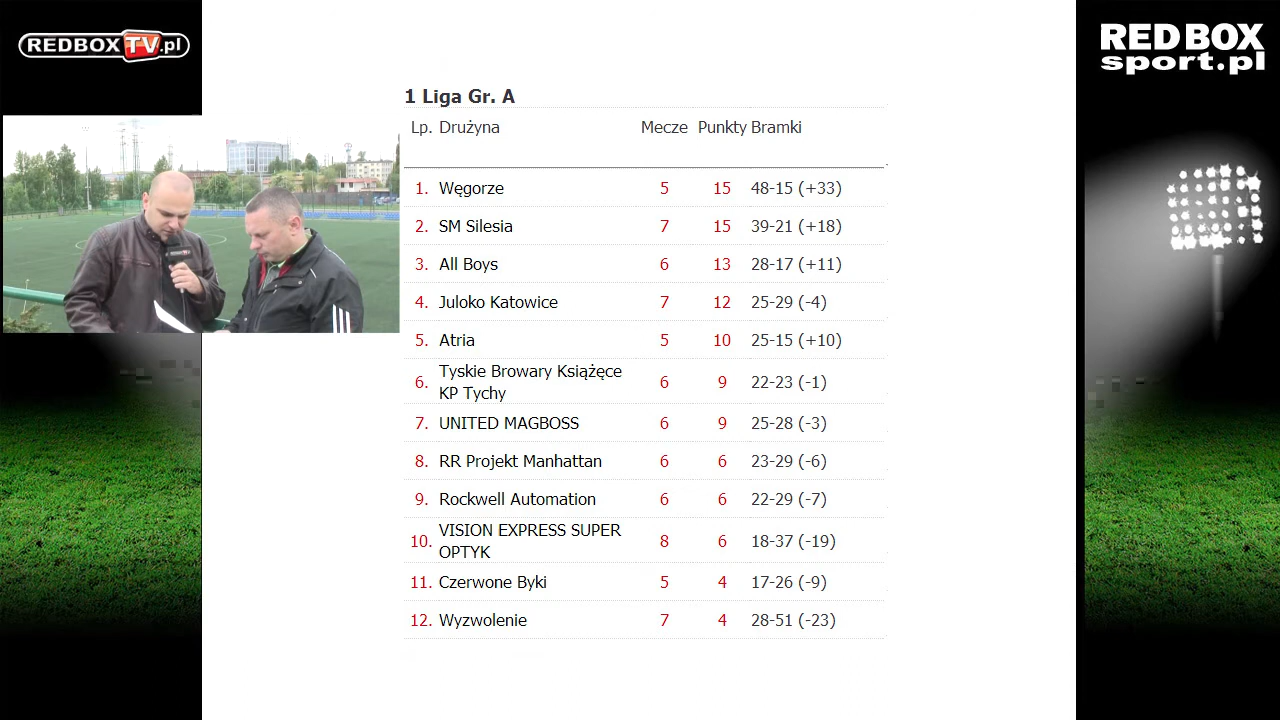 REDBOXTV.pl
RED BOX
sport.pl
1 Liga Gr. A
Lp. Drużyna Mecze Punkty Bramki
1. Węgorze 5 15 48-15 (+33)
2. SM Silesia 7 15 39-21 (+18)
3. All Boys 6 13 28-17 (+11)
4. Juloko Katowice 7 12 25-29 (-4)
5. Atria 5 10 25-15 (+10)
Tyskie Browary Książęce
6. KP Tychy 6 9 22-23 (-1)
7. UNITED MAGBOSS 6 9 25-28 (-3)
8. RR Projekt Manhattan 6 6 23-29 (-6)
9. Rockwell Automation 6 6 22-29 (-7)
VISION EXPRESS SUPER
10. OPTYK 8 6 18-37 (-19)
11. Czerwone Byki 5 4 17-26 (-9)
12. Wyzwolenie 7 4 28-51 (-23)